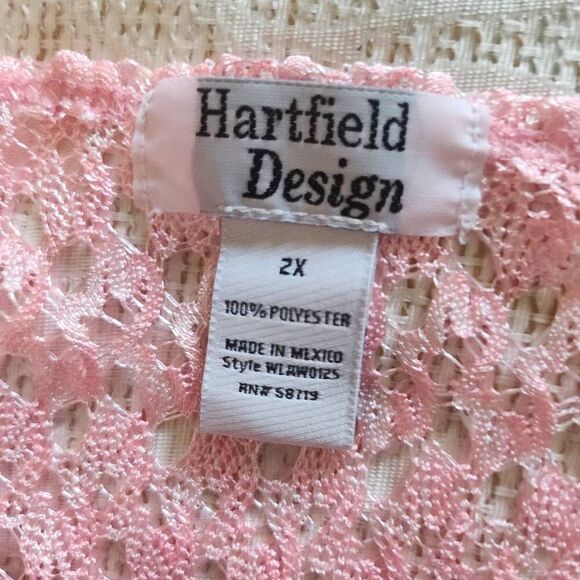 Hartfield
Design
2X
100% POLYESTER
MADE IN MEXICO
Style WLAW0125
RN# 58719